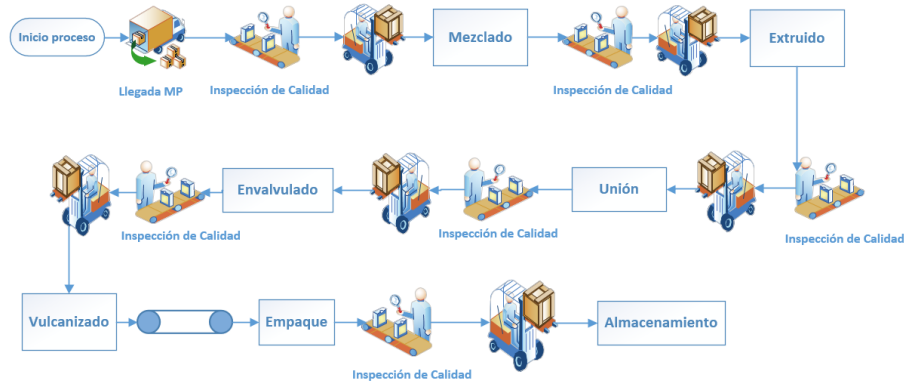 Inicio proceso
Llegada MP
Inspección de Calidad
Mezclado
Inspección de Calidad
Extruido
Inspección de Calidad
Unión
Inspección de Calidad
Envalvulado
Inspección de Calidad
Vulcanizado
Empaque
Inspección de Calidad
Almacenamiento